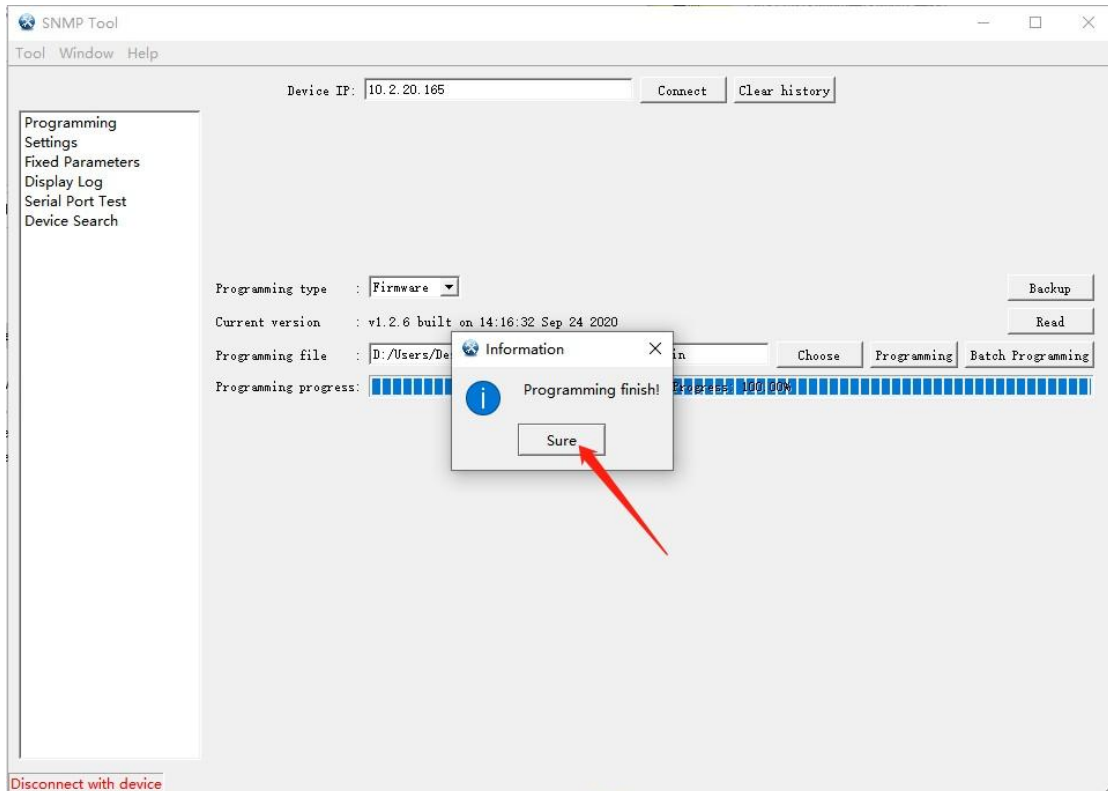 SNMP Tool
Tool Window Help
Device IP: 10.2.20.165 Connect Clear history
Programming
Settings
Fixed Parameters
Display Log
Serial Port Test
Device Search
Programming type : Firmware Backup
Current version : v1.2.6 built on 14:16:32 Sep 24 2020 Read
Programming file : D:/Users/De in Choose Programming Batch Programming
Programming progress: Progress: 100.00%
Information
Programming finish!
Sure
Disconnect with device